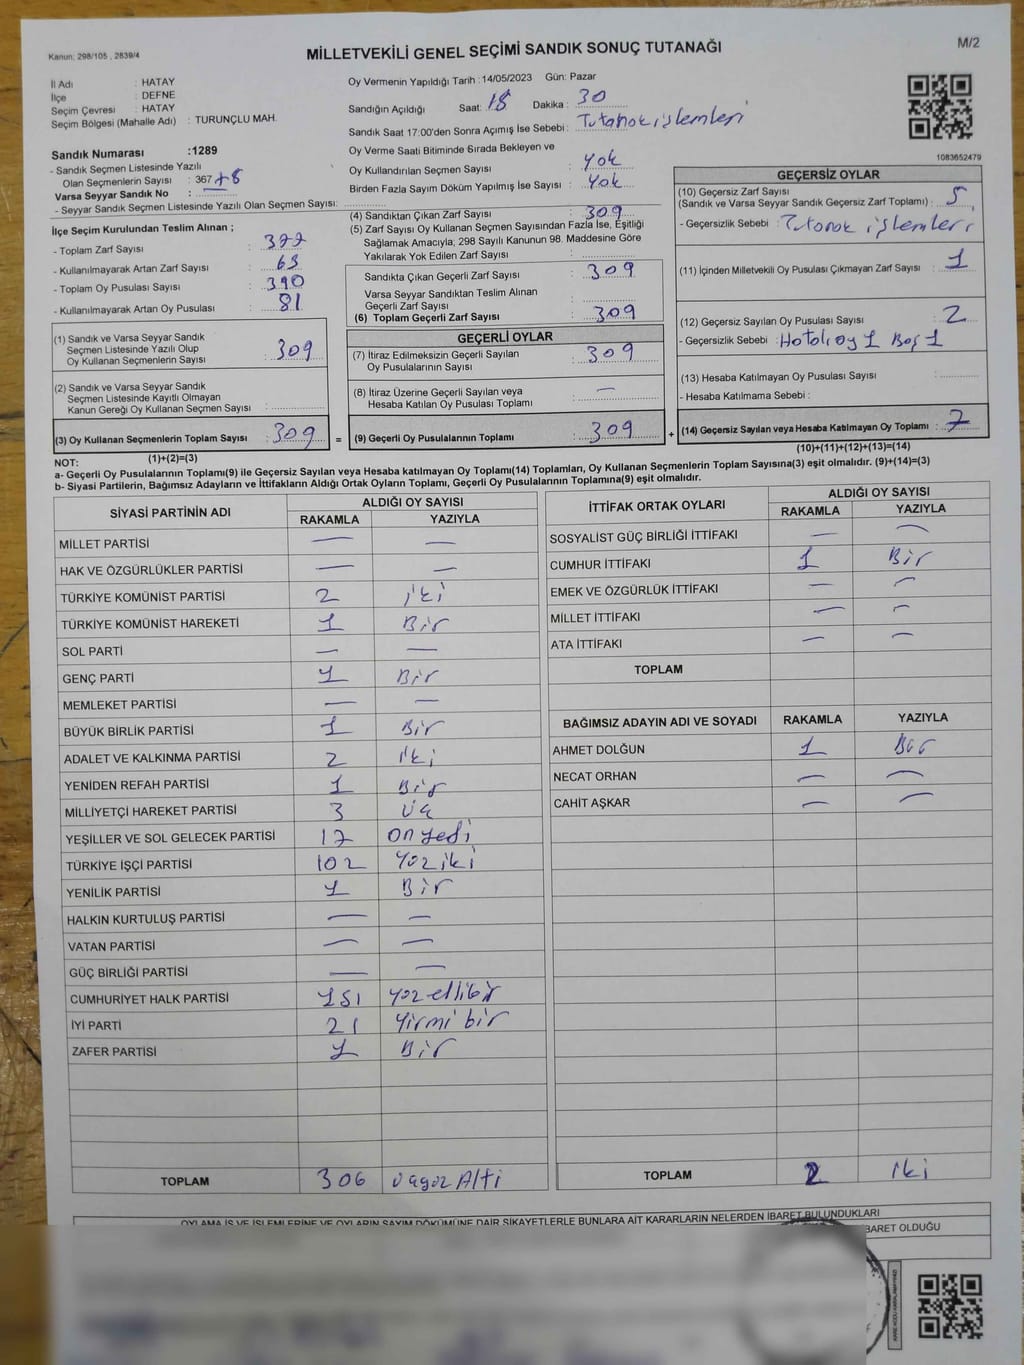 Kanun: 298/105 , 2839/4
MİLLETVEKİLİ GENEL SEÇİMİ SANDIK SONUÇ TUTANAĞI
M/2
İl Adı : HATAY
İlçe : DEFNE
Seçim Çevresi : HATAY
Seçim Bölgesi (Mahalle Adı) : TURUNÇLU MAH.
Oy Vermenin Yapıldığı Tarih : 14/05/2023 Gün: Pazar
Sandığın Açıldığı Saat: 18 Dakika : 30
Sandık Saat 17:00'den Sonra Açımış İse Sebebi : Tutanak işlemleri
Oy Verme Saati Bitiminde Sırada Bekleyen ve
Oy Kullandırılan Seçmen Sayısı : Yok
Birden Fazla Sayım Döküm Yapılmış İse Sayısı : Yok
1083652479
Sandık Numarası :1289
- Sandık Seçmen Listesinde Yazılı
Olan Seçmenlerin Sayısı : 367 +8
Varsa Seyyar Sandık No :
- Seyyar Sandık Seçmen Listesinde Yazılı Olan Seçmen Sayısı:
İlçe Seçim Kurulundan Teslim Alınan ;
- Toplam Zarf Sayısı : 377
- Kullanılmayarak Artan Zarf Sayısı : 63
- Toplam Oy Pusulası Sayısı : 390
- Kullanılmayarak Artan Oy Pusulası : 81
(1) Sandık ve Varsa Seyyar Sandık
Seçmen Listesinde Yazılı Olup
Oy Kullanan Seçmenlerin Sayısı : 309
(2) Sandık ve Varsa Seyyar Sandık
Seçmen Listesinde Kayıtlı Olmayan
Kanun Gereği Oy Kullanan Seçmen Sayısı :
(3) Oy Kullanan Seçmenlerin Toplam Sayısı : 309 =
(1)+(2)=(3)
(4) Sandıktan Çıkan Zarf Sayısı : 309
(5) Zarf Sayısı Oy Kullanan Seçmen Sayısından Fazla İse, Eşitliği
Sağlamak Amacıyla; 298 Sayılı Kanunun 98. Maddesine Göre
Yakılarak Yok Edilen Zarf Sayısı :
Sandıkta Çıkan Geçerli Zarf Sayısı : 309
Varsa Seyyar Sandıktan Teslim Alınan
Geçerli Zarf Sayısı :
(6) Toplam Geçerli Zarf Sayısı : 309
GEÇERLİ OYLAR
(7) İtiraz Edilmeksizin Geçerli Sayılan
Oy Pusulalarının Sayısı : 309
(8) İtiraz Üzerine Geçerli Sayılan veya
Hesaba Katılan Oy Pusulası Toplamı : —
(9) Geçerli Oy Pusulalarının Toplamı : 309 +
GEÇERSİZ OYLAR
(10) Geçersiz Zarf Sayısı
(Sandık ve Varsa Seyyar Sandık Geçersiz Zarf Toplamı) : 5
- Geçersizlik Sebebi : Tutanak işlemleri
(11) İçinden Milletvekili Oy Pusulası Çıkmayan Zarf Sayısı : 1
(12) Geçersiz Sayılan Oy Pusulası Sayısı : 2
- Geçersizlik Sebebi : Hatalı oy 1 Boş 1
(13) Hesaba Katılmayan Oy Pusulası Sayısı :
- Hesaba Katılmama Sebebi :
(14) Geçersiz Sayılan veya Hesaba Katılmayan Oy Toplamı : 7
(10)+(11)+(12)+(13)=(14)
NOT:
a- Geçerli Oy Pusulalarının Toplamı(9) ile Geçersiz Sayılan veya Hesaba katılmayan Oy Toplamı(14) Toplamları, Oy Kullanan Seçmenlerin Toplam Sayısına(3) eşit olmalıdır. (9)+(14)=(3)
b- Siyasi Partilerin, Bağımsız Adayların ve İttifakların Aldığı Ortak Oyların Toplamı, Geçerli Oy Pusulalarının Toplamına(9) eşit olmalıdır.
SİYASİ PARTİNİN ADI ALDIĞI OY SAYISI
RAKAMLA YAZIYLA
MİLLET PARTİSİ — —
HAK VE ÖZGÜRLÜKLER PARTİSİ — —
TÜRKİYE KOMÜNİST PARTİSİ 2 iki
TÜRKİYE KOMÜNİST HAREKETİ 1 Bir
SOL PARTİ — —
GENÇ PARTİ 1 Bir
MEMLEKET PARTİSİ — —
BÜYÜK BİRLİK PARTİSİ 1 Bir
ADALET VE KALKINMA PARTİSİ 2 iki
YENİDEN REFAH PARTİSİ 1 Bir
MİLLİYETÇİ HAREKET PARTİSİ 3 üç
YEŞİLLER VE SOL GELECEK PARTİSİ 17 on yedi
TÜRKİYE İŞÇİ PARTİSİ 102 Yüz iki
YENİLİK PARTİSİ 1 Bir
HALKIN KURTULUŞ PARTİSİ — —
VATAN PARTİSİ — —
GÜÇ BİRLİĞİ PARTİSİ — —
CUMHURİYET HALK PARTİSİ 151 Yüz elli bir
İYİ PARTİ 21 Yirmi bir
ZAFER PARTİSİ 1 Bir
TOPLAM 306 üçyüz Altı
İTTİFAK ORTAK OYLARI ALDIĞI OY SAYISI
RAKAMLA YAZIYLA
SOSYALİST GÜÇ BİRLİĞİ İTTİFAKI — —
CUMHUR İTTİFAKI 1 Bir
EMEK VE ÖZGÜRLÜK İTTİFAKI — —
MİLLET İTTİFAKI — —
ATA İTTİFAKI — —
TOPLAM
BAĞIMSIZ ADAYIN ADI VE SOYADI RAKAMLA YAZIYLA
AHMET DOLĞUN 1 Bir
NECAT ORHAN — —
CAHİT AŞKAR — —
TOPLAM 2 iki
OYLAMA İŞ VE İŞLEMLERİNE VE OYLARIN SAYIM DÖKÜMÜNE DAİR ŞİKAYETLERLE BUNLARA AİT KARARLARIN NELERDEN İBARET BULUNDUKLARI
BARET OLDUĞU